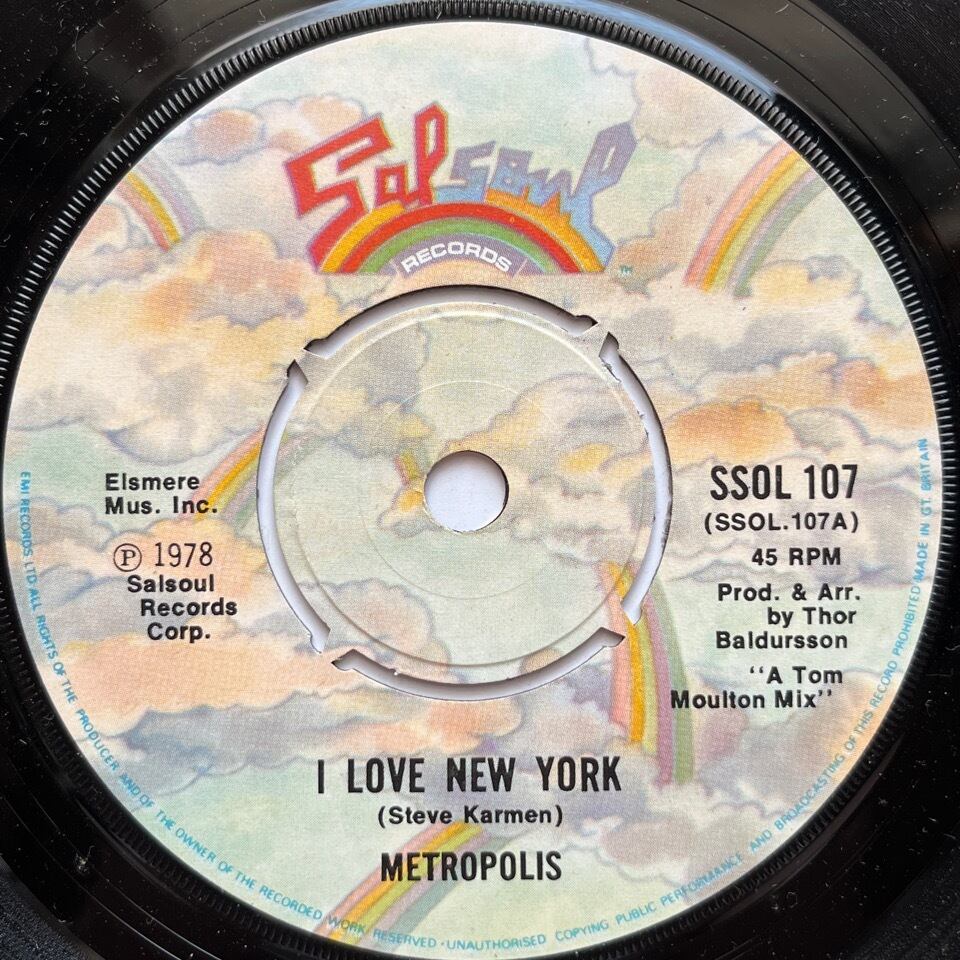 Salsoul
RECORDS
TM
Elsmere
Mus. Inc.
℗ 1978
Salsoul
Records
Corp.
SSOL 107
(SSOL.107A)
45 RPM
Prod. & Arr.
by Thor
Baldursson
"A Tom
Moulton Mix"
I LOVE NEW YORK
(Steve Karmen)
METROPOLIS
EMI RECORDS LTD ALL RIGHTS OF THE PRODUCER AND/OF THE OWNER OF THE RECORDED WORK RESERVED · UNAUTHORISED COPYING PUBLIC PERFORMANCE AND BROADCASTING OF THIS RECORD PROHIBITED MADE IN GT. BRITAIN